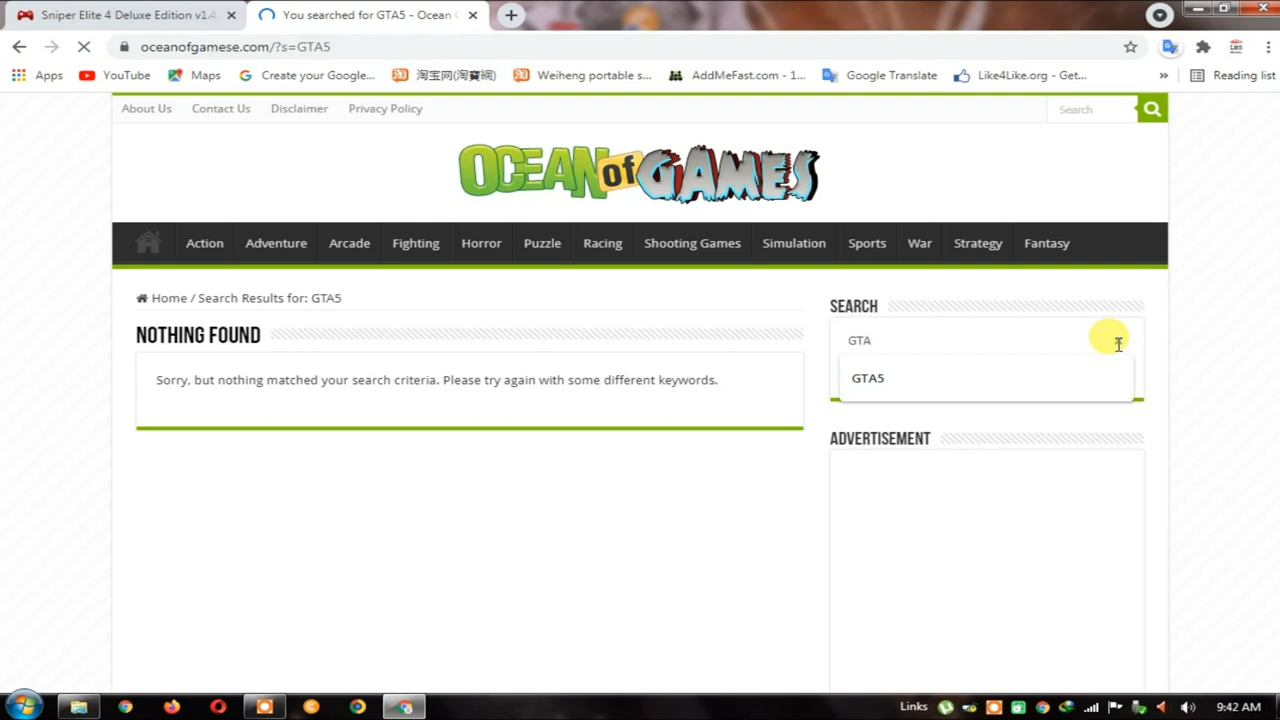 Sniper Elite 4 Deluxe Edition v1.4
You searched for GTA5 - Ocean O
oceanofgamese.com/?s=GTA5
Apps
YouTube
Maps
Create your Google...
淘宝网(淘寶網)
Weiheng portable s...
AddMeFast.com - 1...
Google Translate
Like4Like.org - Get...
»
Reading list
About Us
Contact Us
Disclaimer
Privacy Policy
Search
OCEAN of GAMES
Action
Adventure
Arcade
Fighting
Horror
Puzzle
Racing
Shooting Games
Simulation
Sports
War
Strategy
Fantasy
Home / Search Results for: GTA5
NOTHING FOUND
Sorry, but nothing matched your search criteria. Please try again with some different keywords.
SEARCH
GTA
GTA5
ADVERTISEMENT
Links
9:42 AM